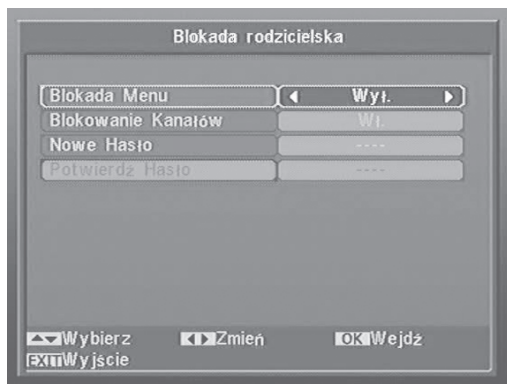 Blokada rodzicielska
Blokada Menu Wył.
Blokowanie Kanałów Wł.
Nowe Hasło ----
Potwierdź Hasło ----
Wybierz Zmień OK Wejdź
EXIT Wyjście